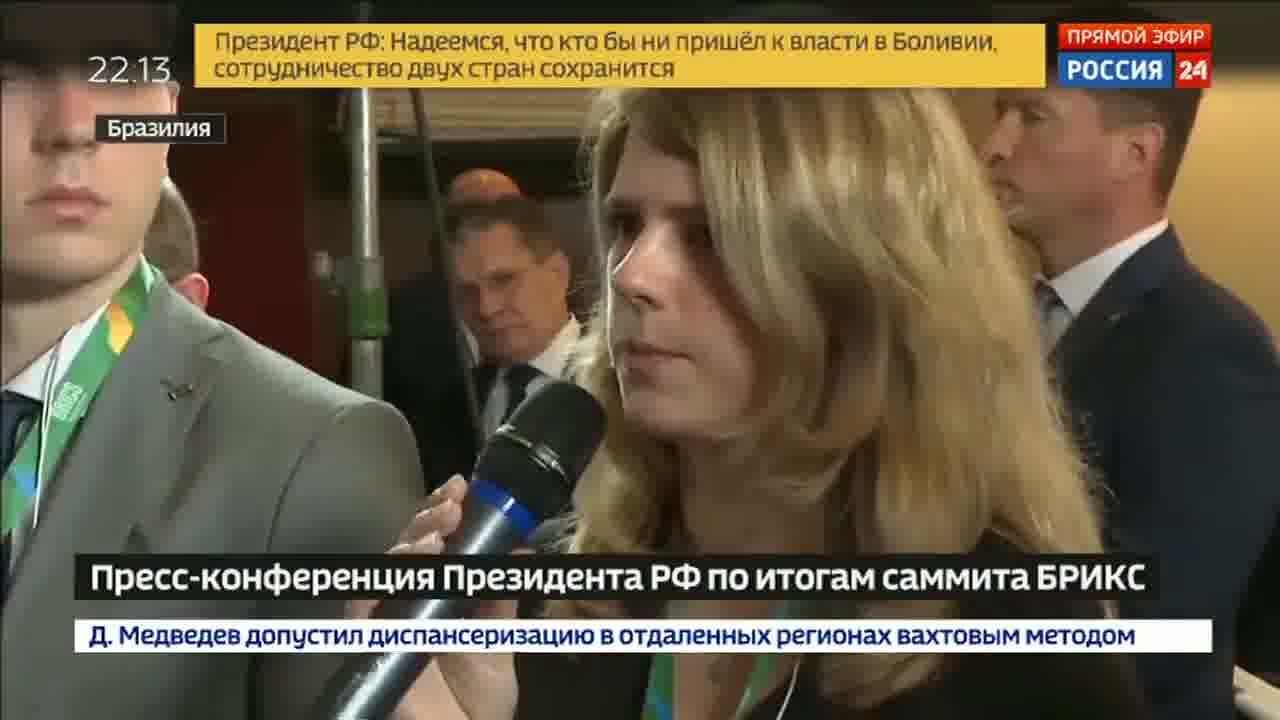 22.13
Президент РФ: Надеемся, что кто бы ни пришёл к власти в Боливии,
сотрудничество двух стран сохранится
ПРЯМОЙ ЭФИР
РОССИЯ 24
Бразилия
Пресс-конференция Президента РФ по итогам саммита БРИКС
Д. Медведев допустил диспансеризацию в отдаленных регионах вахтовым методом